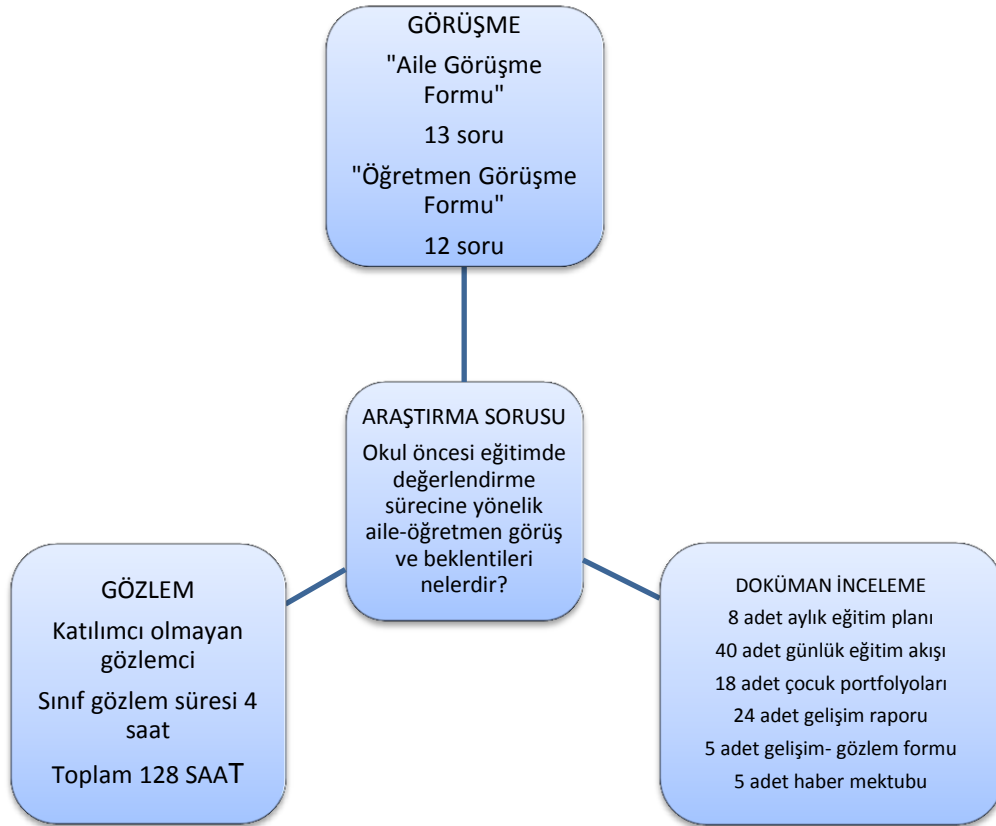 GÖRÜŞME
"Aile Görüşme
Formu"
13 soru
"Öğretmen Görüşme
Formu"
12 soru
ARAŞTIRMA SORUSU
Okul öncesi eğitimde
değerlendirme
sürecine yönelik
aile-öğretmen görüş
ve beklentileri
nelerdir?
GÖZLEM
Katılımcı olmayan
gözlemci
Sınıf gözlem süresi 4
saat
Toplam 128 SAAT
DOKÜMAN İNCELEME
8 adet aylık eğitim planı
40 adet günlük eğitim akışı
18 adet çocuk portfolyoları
24 adet gelişim raporu
5 adet gelişim- gözlem formu
5 adet haber mektubu